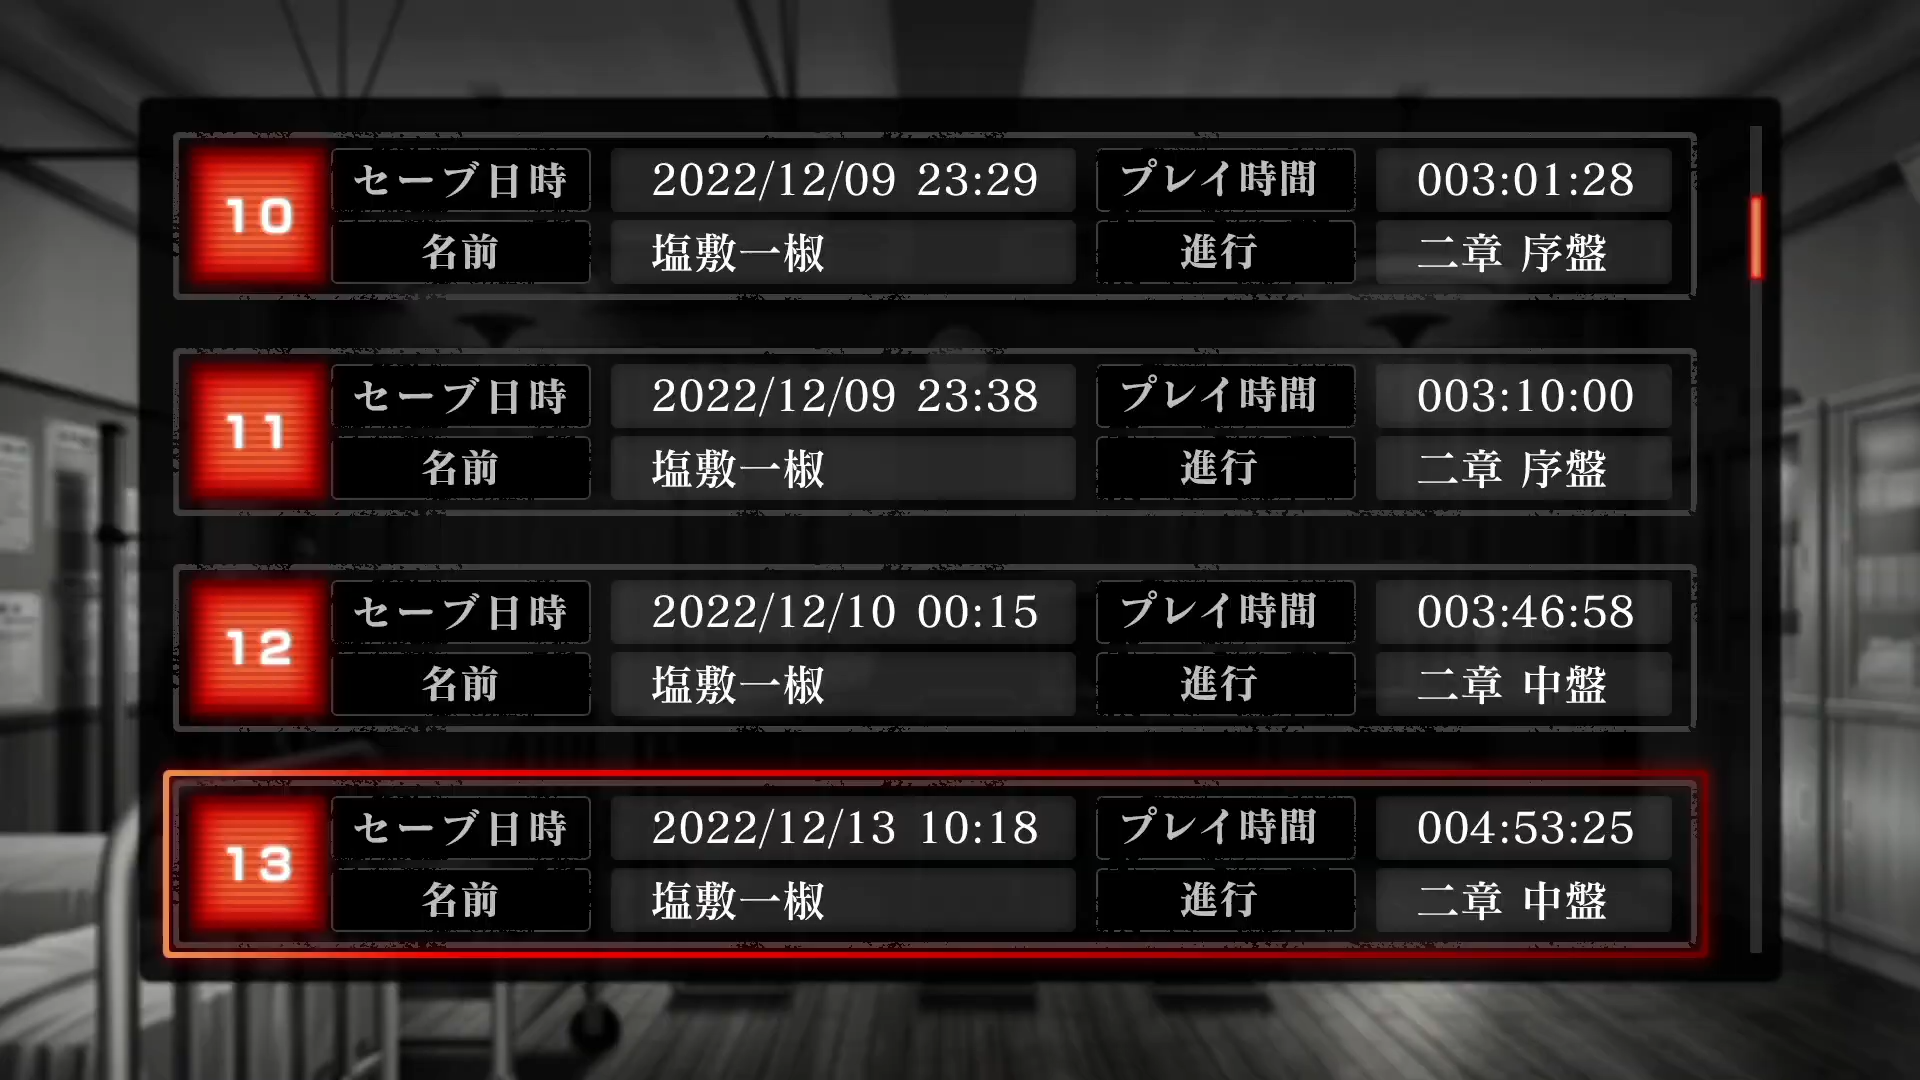 10 セーブ日時 2022/12/09 23:29 プレイ時間 003:01:28
名前 塩敷一椒 進行 二章 序盤
11 セーブ日時 2022/12/09 23:38 プレイ時間 003:10:00
名前 塩敷一椒 進行 二章 序盤
12 セーブ日時 2022/12/10 00:15 プレイ時間 003:46:58
名前 塩敷一椒 進行 二章 中盤
13 セーブ日時 2022/12/13 10:18 プレイ時間 004:53:25
名前 塩敷一椒 進行 二章 中盤